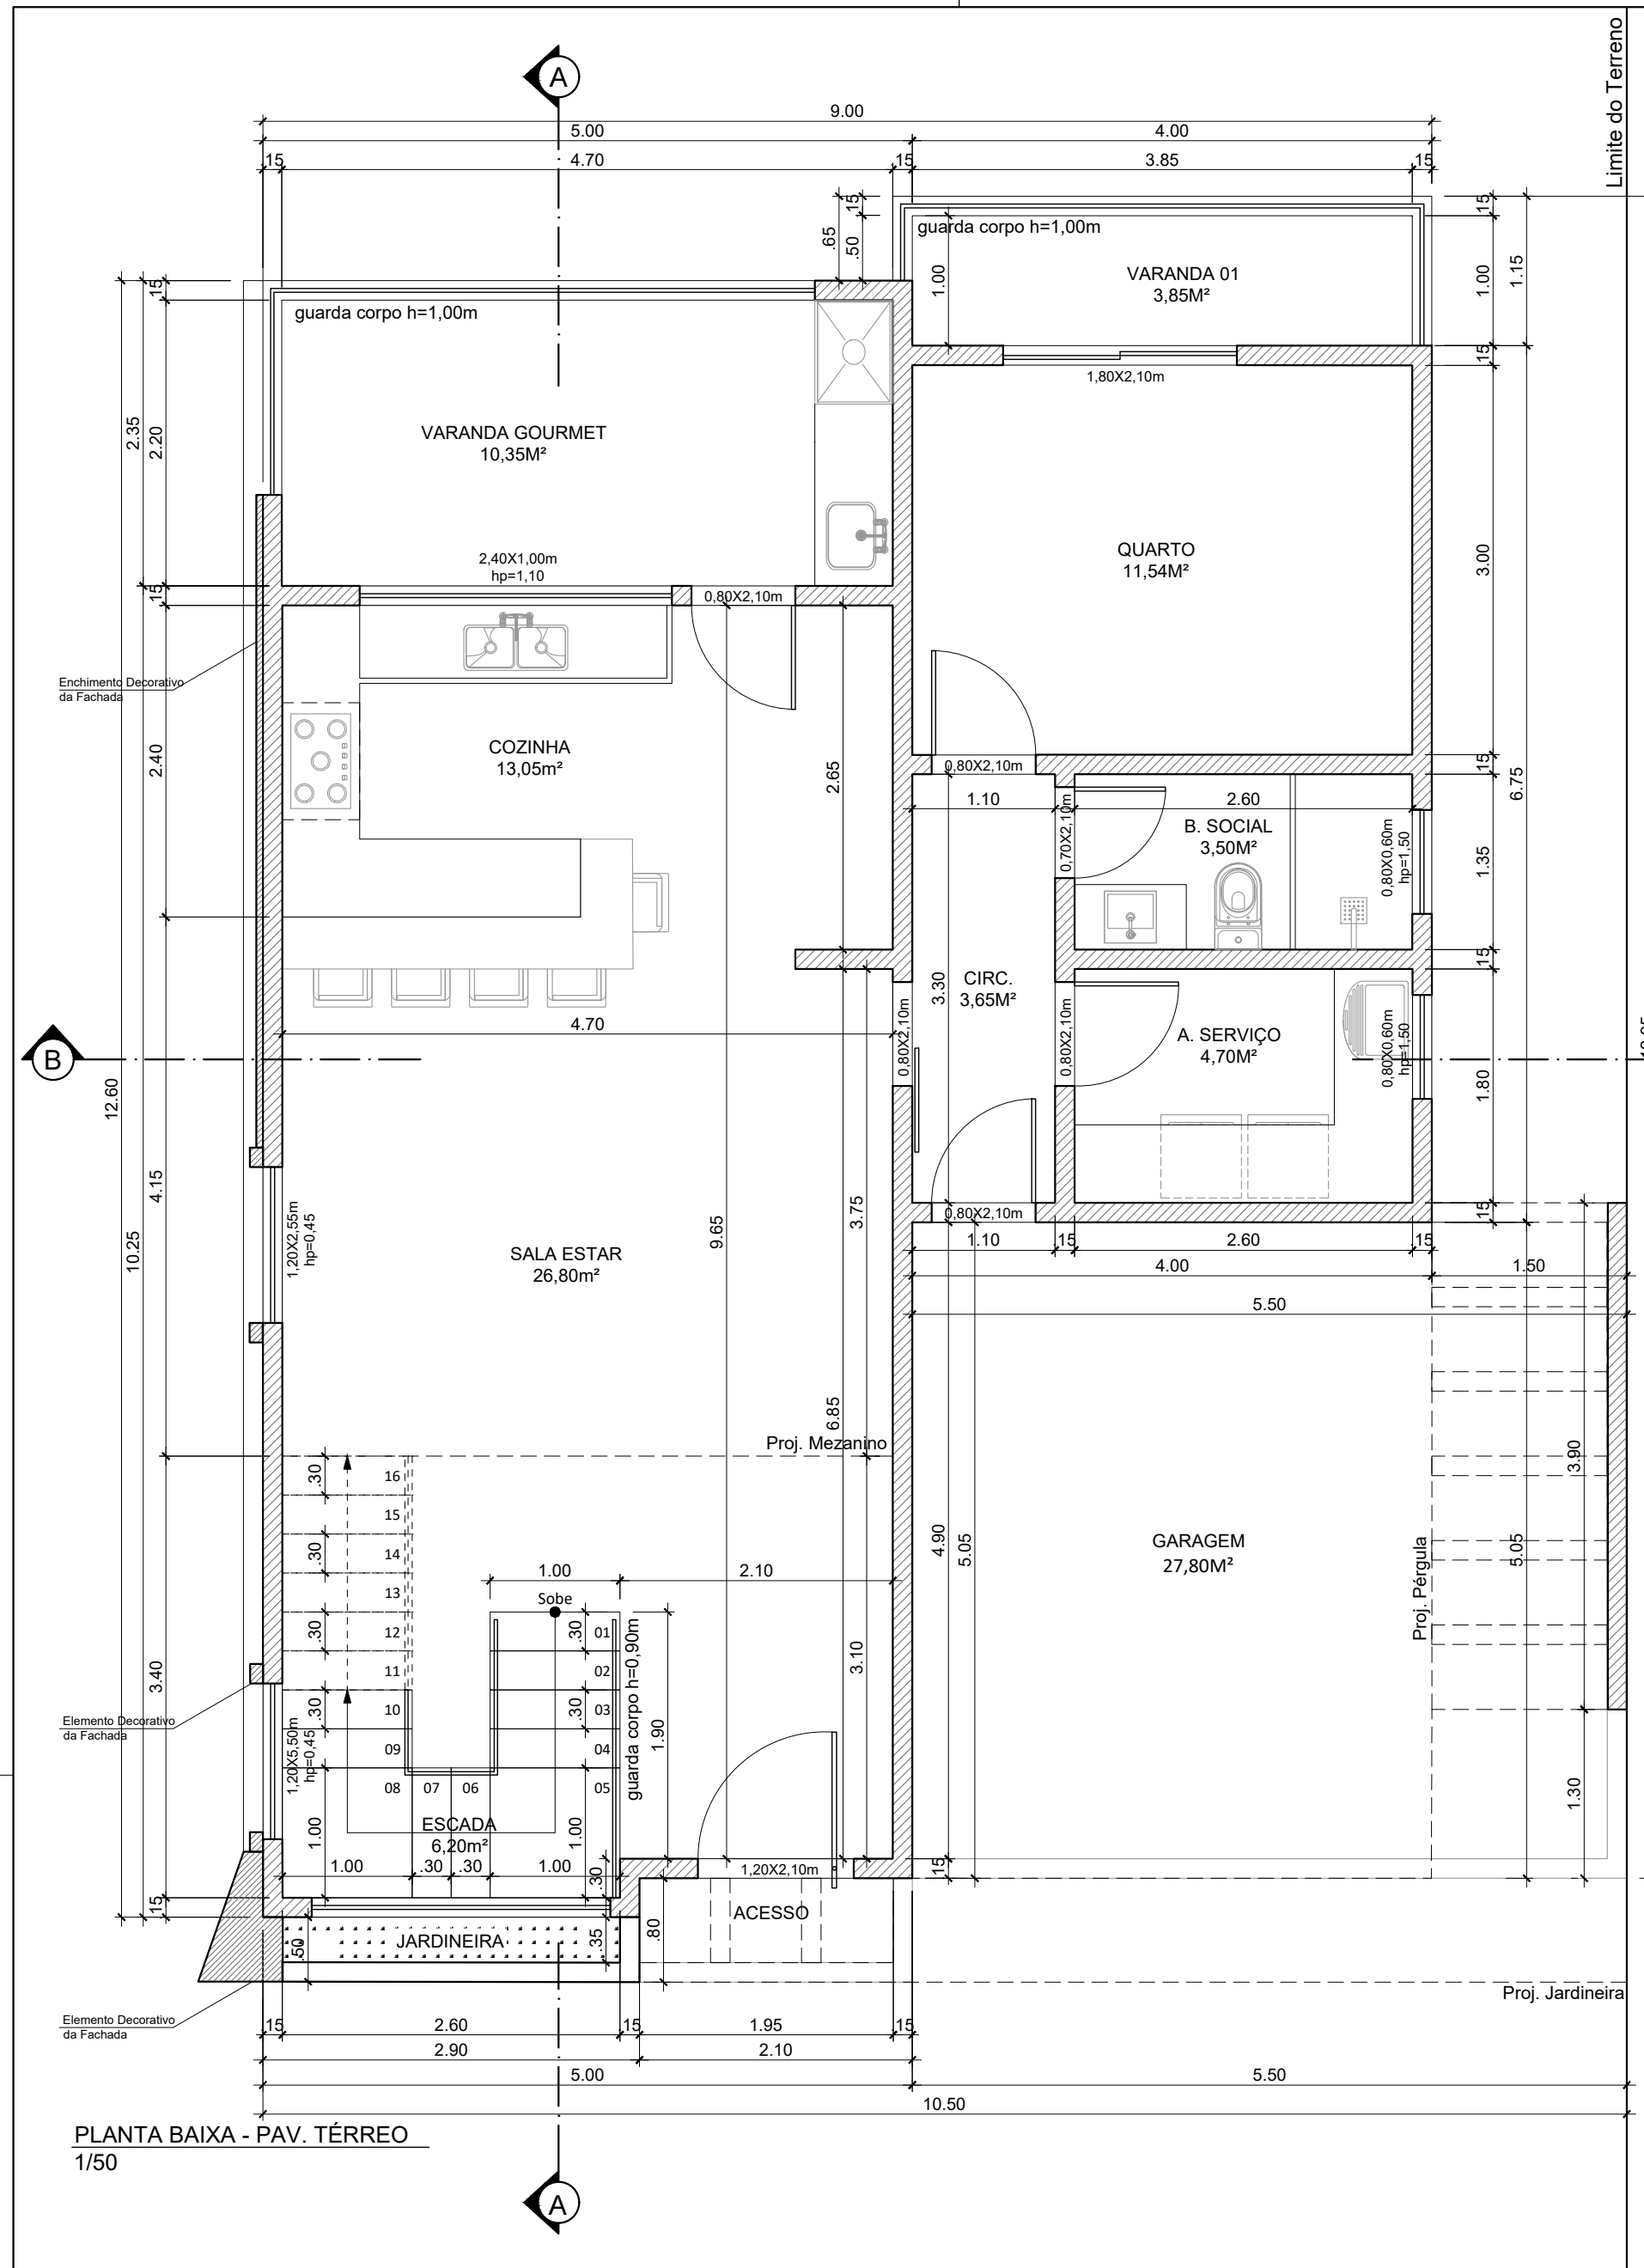 Limite do Terreno
A
9.00
5.00
4.00
.15
4.70
.15
3.85
.15
.65
.15
.50
guarda corpo h=1,00m
1.00
VARANDA 01
3,85M²
.15
1.00
1.15
.15
guarda corpo h=1,00m
1,80X2,10m
2.35
2.20
VARANDA GOURMET
10,35M²
QUARTO
11,54M²
3.00
2,40X1,00m
hp=1,10
.15
0,80X2,10m
Enchimento Decorativo
da Fachada
COZINHA
13,05m²
2.40
2.65
0,80X2,10m
.15
6.75
1.10
2.60
0,70X2,10m
B. SOCIAL
3,50M²
0,80X0,60m
hp=1,50
1.35
.15
CIRC.
3,65M²
3.30
4.70
0,80X2,10m
0,80X2,10m
A. SERVIÇO
4,70M²
0,80X0,60m
hp=1,50
1.80
B
12.60
10.25
4.15
1,20X2,55m
hp=0,45
SALA ESTAR
26,80m²
9.65
3.75
0,80X2,10m
.15
1.10
.15
2.60
.15
4.00
1.50
5.50
6.85
Proj. Mezanino
3.90
.30
16
15
.30
14
13
.30
12
11
.30
10
09
08
07
06
1.00
2.10
Sobe
.30
01
02
.30
03
04
05
guarda corpo h=0,90m
1.90
3.10
4.90
5.05
GARAGEM
27,80M²
Proj. Pérgula
5.05
3.40
Elemento Decorativo
da Fachada
1,20X5,50m
hp=0,45
1.00
ESCADA
6,20m²
1.00
1.00
.30
.30
1.00
.30
1,20X2,10m
.15
1.30
.15
.50
JARDINEIRA
.35
.80
ACESSO
Proj. Jardineira
Elemento Decorativo
da Fachada
.15
2.60
.15
1.95
.15
2.90
2.10
5.00
5.50
10.50
PLANTA BAIXA - PAV. TÉRREO
1/50
A